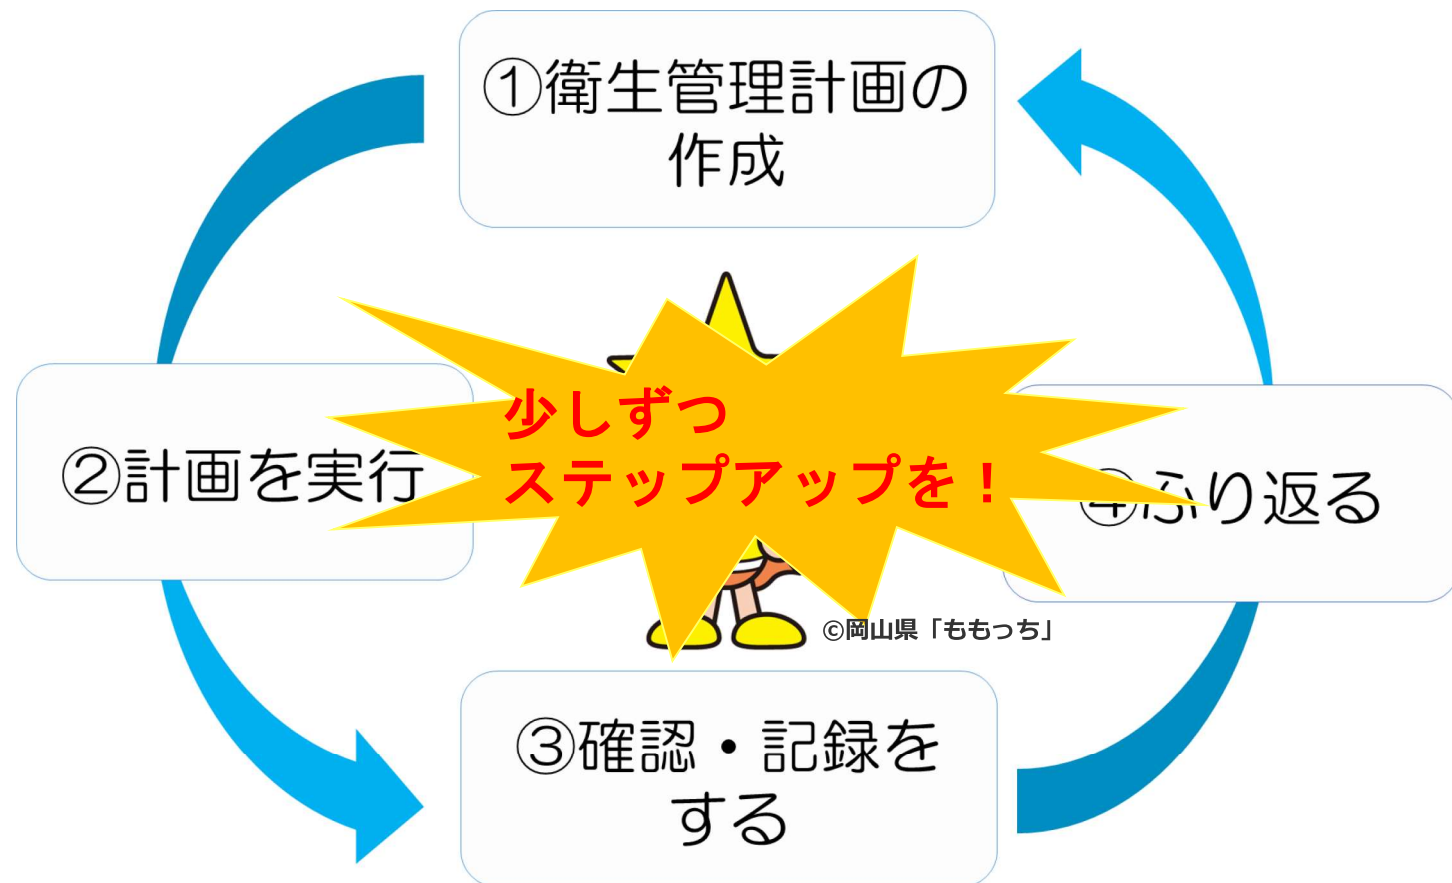 ①衛生管理計画の
作成
②計画を実行
少しずつ
ステップアップを！
④ふり返る
©岡山県「ももっち」
③確認・記録を
する